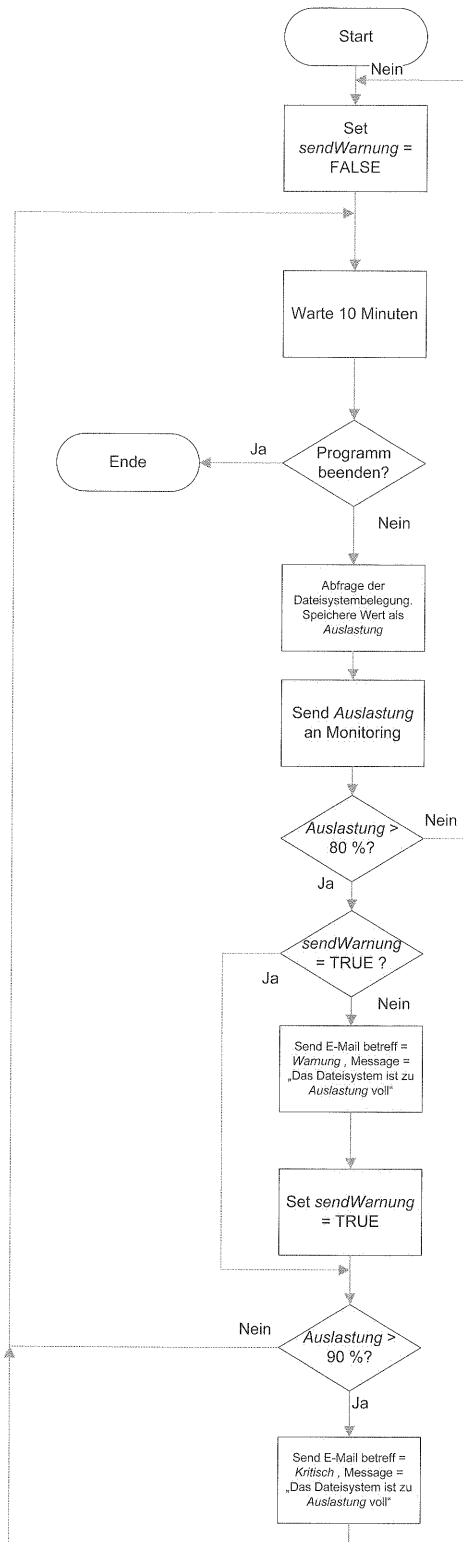 Start
Nein
Set
sendWarnung =
FALSE
Warte 10 Minuten
Ende
Ja
Programm
beenden?
Nein
Abfrage der
Dateisystembelegung.
Speichere Wert als
Auslastung
Send Auslastung
an Monitoring
Auslastung >
80 %?
Nein
Ja
sendWarnung
= TRUE ?
Ja
Nein
Send E-Mail betreff =
Warnung , Message =
„Das Dateisystem ist zu
Auslastung voll“
Set sendWarnung
= TRUE
Nein
Auslastung >
90 %?
Ja
Send E-Mail betreff =
Kritisch , Message =
„Das Dateisystem ist zu
Auslastung voll“